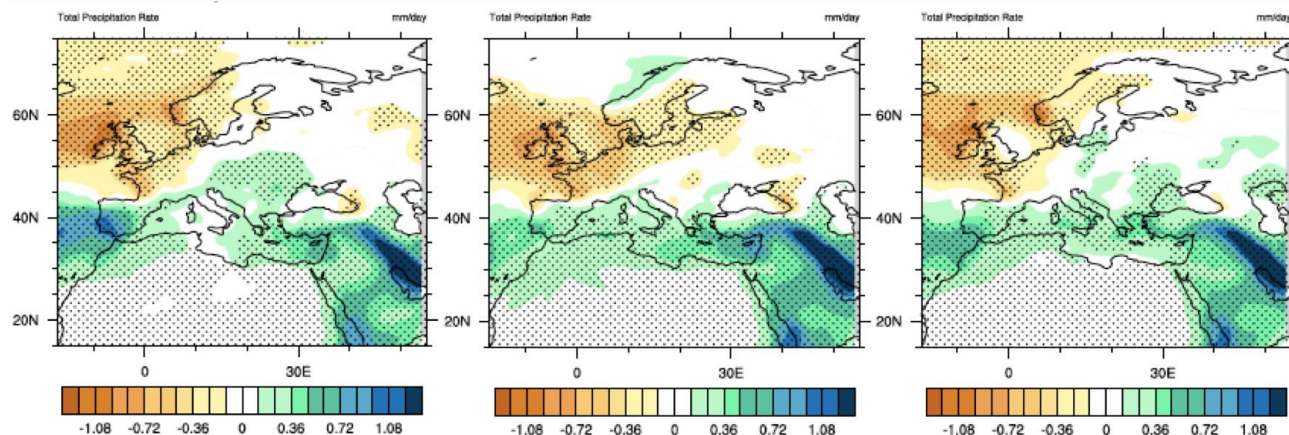 Total Precipitation Rate mm/day
60N
40N
20N
0 30E
-1.08 -0.72 -0.36 0 0.36 0.72 1.08
Total Precipitation Rate mm/day
60N
40N
20N
0 30E
-1.08 -0.72 -0.36 0 0.36 0.72 1.08
Total Precipitation Rate mm/day
60N
40N
20N
0 30E
-1.08 -0.72 -0.36 0 0.36 0.72 1.08